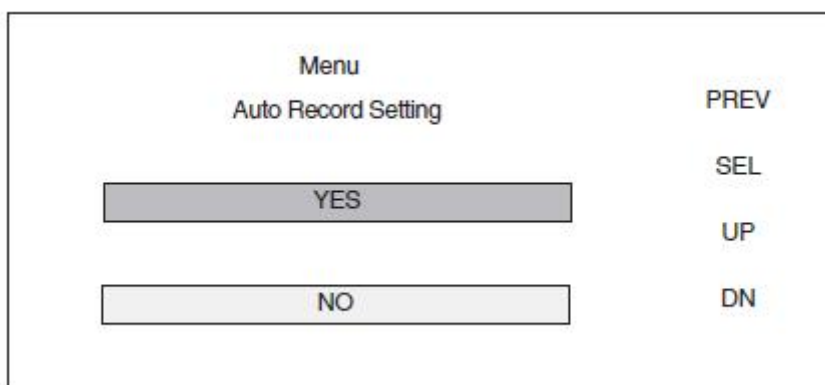 Menu
Auto Record Setting
PREV
SEL
YES
UP
NO
DN